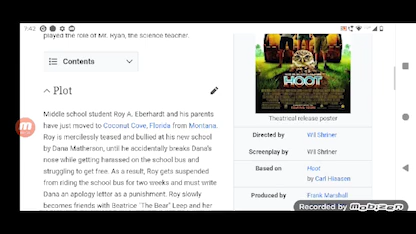 7:43
played the role of Mr. Ryan, the science teacher.
Contents
Plot
Middle school student Roy A. Eberhardt and his parents
have just moved to Coconut Cove, Florida from Montana.
Roy is mercilessly teased and bullied at his new school
by Dana Matherson, until he accidentally breaks Dana's
nose while getting harrassed on the school bus and
struggling to get free. As a result, Roy gets suspended
from riding the school bus for two weeks and must write
Dana an apology letter as a punishment. Roy slowly
becomes friends with Beatrice "The Bear" Leep and her
HOOT
Theatrical release poster
Directed by Wil Shriner
Screenplay by Wil Shriner
Based on Hoot
by Carl Hiaasen
Produced by Frank Marshall
Recorded by Mobizen